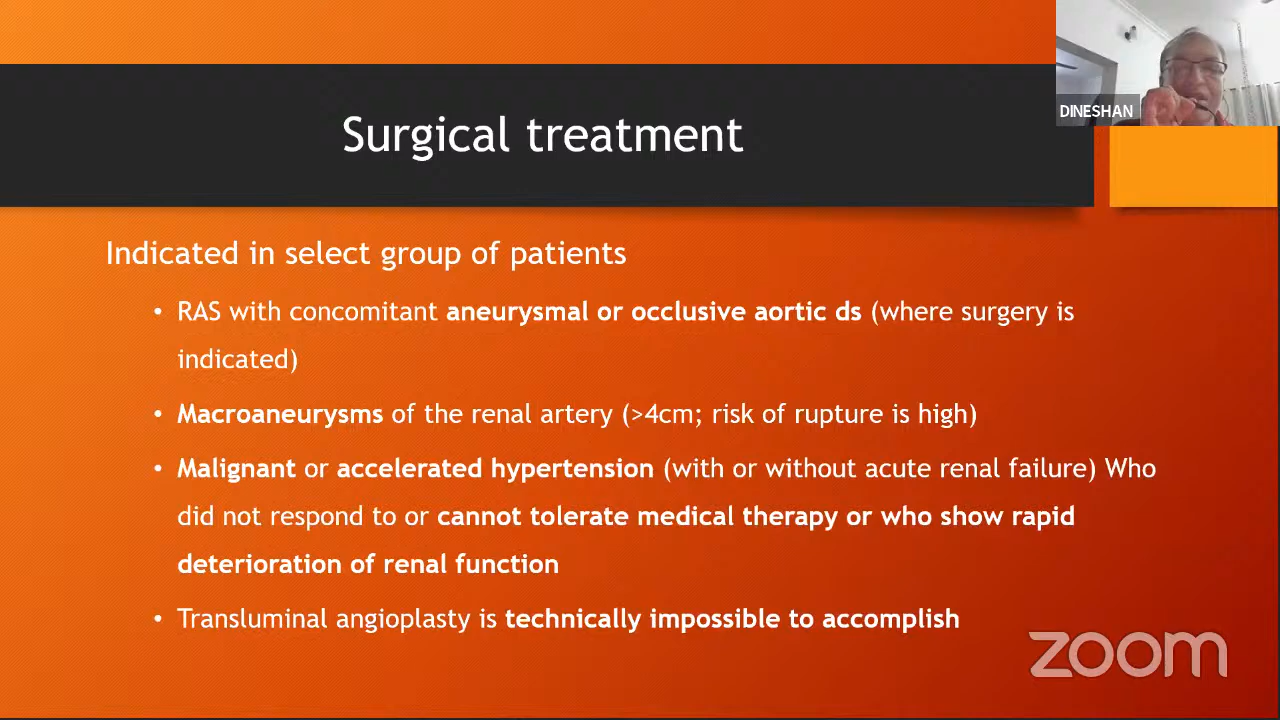 DINESHAN
Surgical treatment
Indicated in select group of patients
• RAS with concomitant aneurysmal or occlusive aortic ds (where surgery is
indicated)
• Macroaneurysms of the renal artery (>4cm; risk of rupture is high)
• Malignant or accelerated hypertension (with or without acute renal failure) Who
did not respond to or cannot tolerate medical therapy or who show rapid
deterioration of renal function
• Transluminal angioplasty is technically impossible to accomplish
zoom